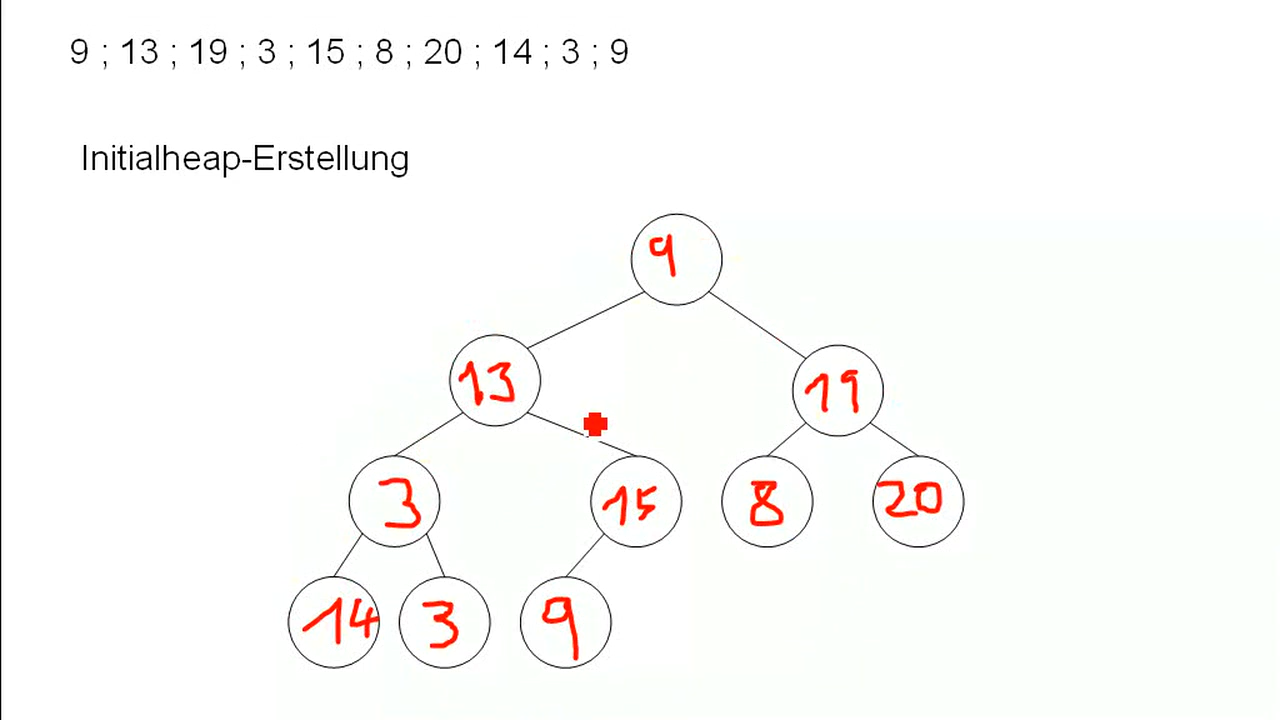 9 ; 13 ; 19 ; 3 ; 15 ; 8 ; 20 ; 14 ; 3 ; 9
Initialheap-Erstellung
9
13 19
3 15 8 20
14 3 9